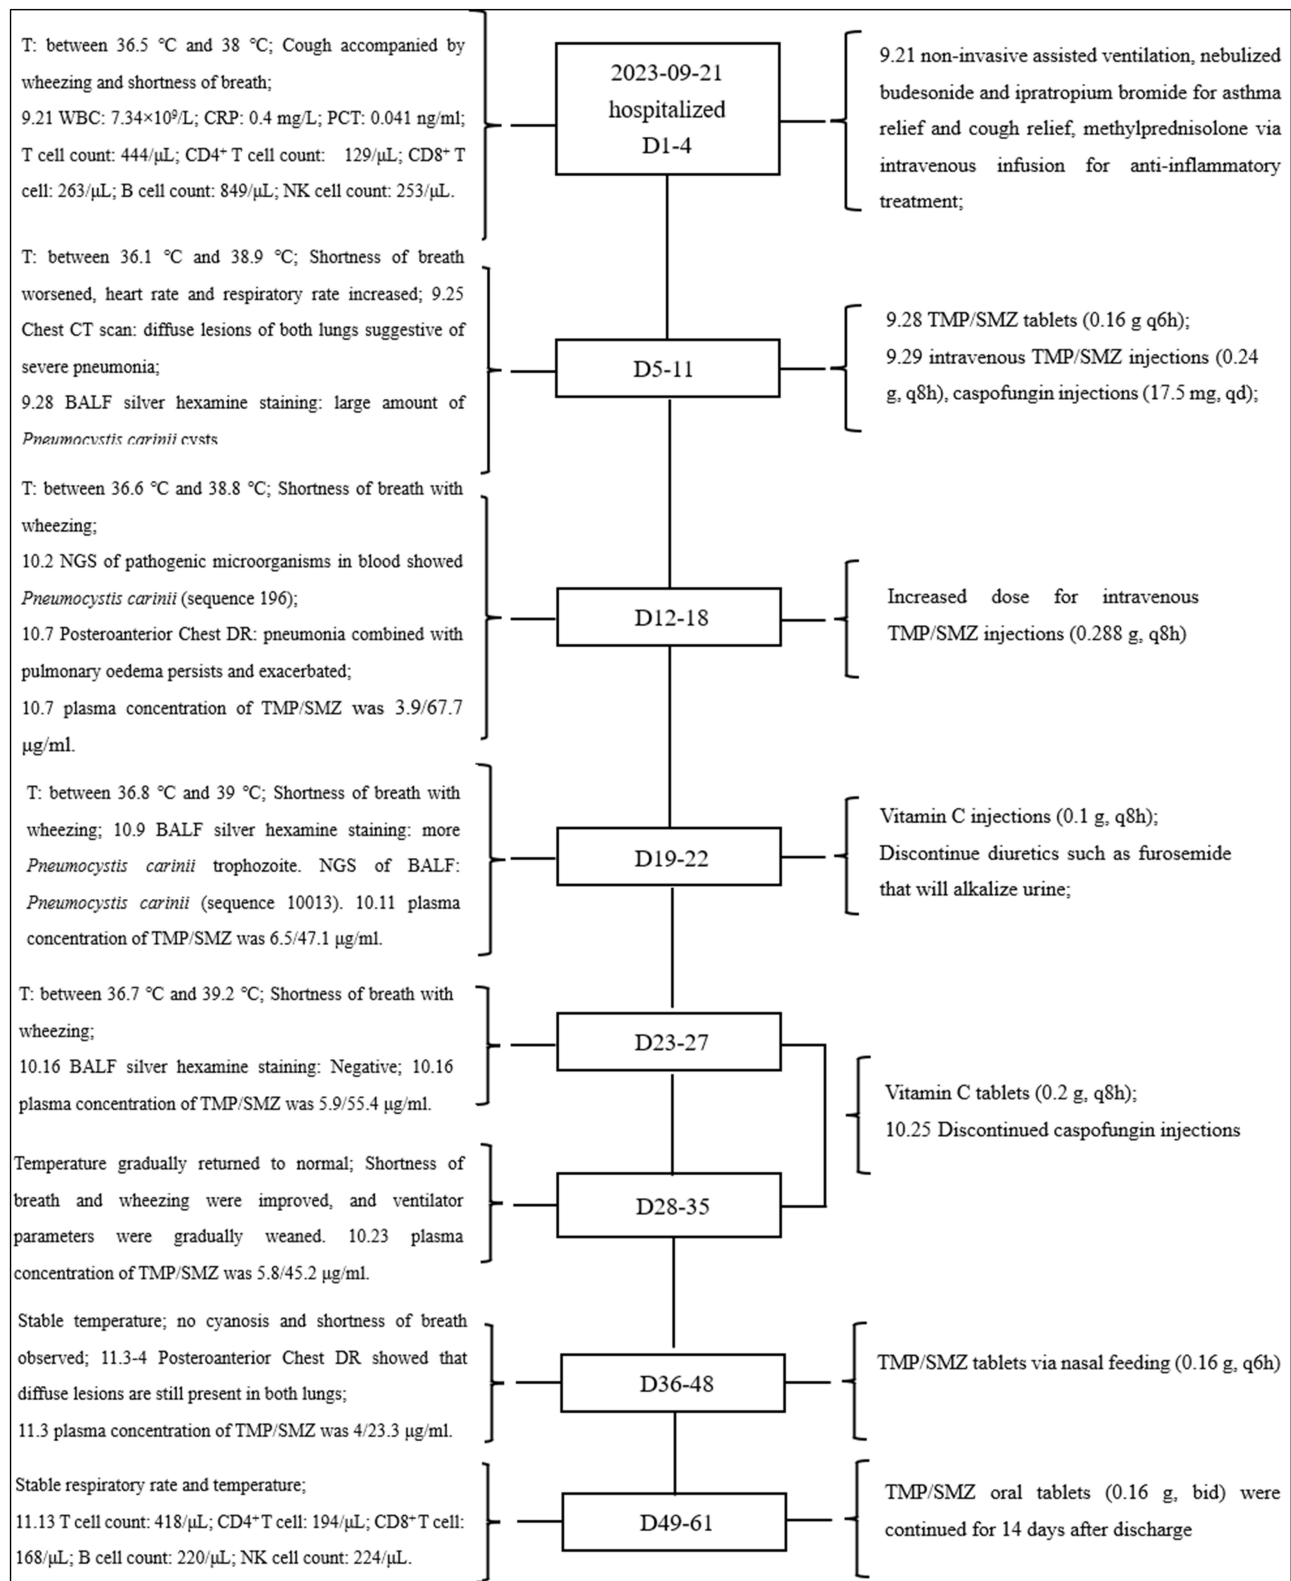 T: between 36.5 °C and 38 °C; Cough accompanied by
wheezing and shortness of breath;
9.21 WBC: 7.34×10⁹/L; CRP: 0.4 mg/L; PCT: 0.041 ng/ml;
T cell count: 444/μL; CD4⁺ T cell count: 129/μL; CD8⁺ T
cell: 263/μL; B cell count: 849/μL; NK cell count: 253/μL.
2023-09-21
hospitalized
D1-4
9.21 non-invasive assisted ventilation, nebulized
budesonide and ipratropium bromide for asthma
relief and cough relief, methylprednisolone via
intravenous infusion for anti-inflammatory
treatment;
T: between 36.1 °C and 38.9 °C; Shortness of breath
worsened, heart rate and respiratory rate increased; 9.25
Chest CT scan: diffuse lesions of both lungs suggestive of
severe pneumonia;
9.28 BALF silver hexamine staining: large amount of
Pneumocystis carinii cysts
D5-11
9.28 TMP/SMZ tablets (0.16 g q6h);
9.29 intravenous TMP/SMZ injections (0.24
g, q8h), caspofungin injections (17.5 mg, qd);
T: between 36.6 °C and 38.8 °C; Shortness of breath with
wheezing;
10.2 NGS of pathogenic microorganisms in blood showed
Pneumocystis carinii (sequence 196);
10.7 Posteroanterior Chest DR: pneumonia combined with
pulmonary oedema persists and exacerbated;
10.7 plasma concentration of TMP/SMZ was 3.9/67.7
μg/ml.
D12-18
Increased dose for intravenous
TMP/SMZ injections (0.288 g, q8h)
T: between 36.8 °C and 39 °C; Shortness of breath with
wheezing; 10.9 BALF silver hexamine staining: more
Pneumocystis carinii trophozoite. NGS of BALF:
Pneumocystis carinii (sequence 10013). 10.11 plasma
concentration of TMP/SMZ was 6.5/47.1 μg/ml.
D19-22
Vitamin C injections (0.1 g, q8h);
Discontinue diuretics such as furosemide
that will alkalize urine;
T: between 36.7 °C and 39.2 °C; Shortness of breath with
wheezing;
10.16 BALF silver hexamine staining: Negative; 10.16
plasma concentration of TMP/SMZ was 5.9/55.4 μg/ml.
D23-27
Vitamin C tablets (0.2 g, q8h);
10.25 Discontinued caspofungin injections
Temperature gradually returned to normal; Shortness of
breath and wheezing were improved, and ventilator
parameters were gradually weaned. 10.23 plasma
concentration of TMP/SMZ was 5.8/45.2 μg/ml.
D28-35
Stable temperature; no cyanosis and shortness of breath
observed; 11.3-4 Posteroanterior Chest DR showed that
diffuse lesions are still present in both lungs;
11.3 plasma concentration of TMP/SMZ was 4/23.3 μg/ml.
D36-48
TMP/SMZ tablets via nasal feeding (0.16 g, q6h)
Stable respiratory rate and temperature;
11.13 T cell count: 418/μL; CD4⁺T cell: 194/μL; CD8⁺T cell:
168/μL; B cell count: 220/μL; NK cell count: 224/μL.
D49-61
TMP/SMZ oral tablets (0.16 g, bid) were
continued for 14 days after discharge